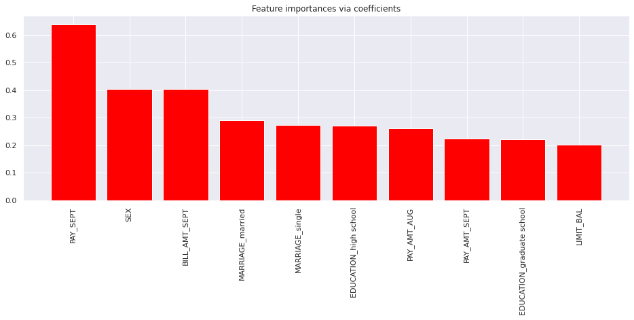 Feature importances via coefficients
0.6
0.5
0.4
0.3
0.2
0.1
0.0
PAY_SEPT
SEX
BILL_AMT_SEPT
MARRIAGE_married
MARRIAGE_single
EDUCATION_high school
PAY_AMT_AUG
PAY_AMT_SEPT
EDUCATION_graduate school
LIMIT_BAL